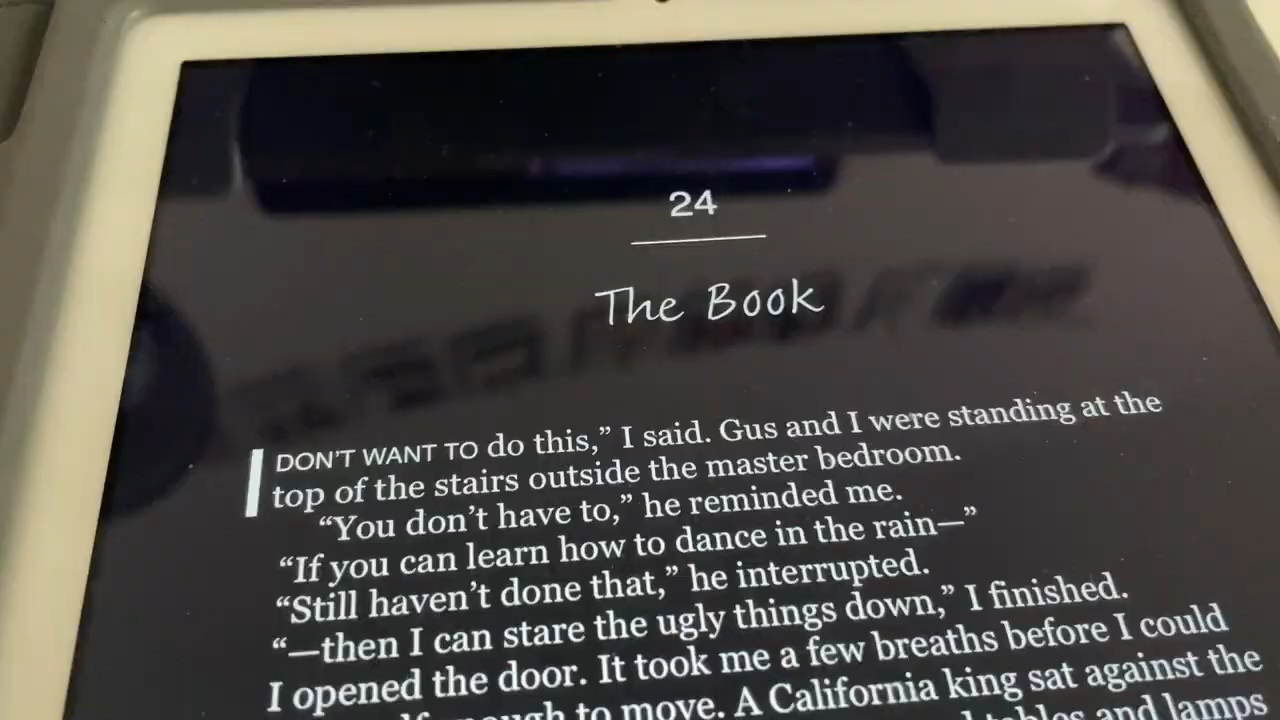 24
The Book
I DON’T WANT TO do this,” I said. Gus and I were standing at the
top of the stairs outside the master bedroom.
“You don’t have to,” he reminded me.
“If you can learn how to dance in the rain—”
“Still haven’t done that,” he interrupted.
“—then I can stare the ugly things down,” I finished.
I opened the door. It took me a few breaths before I could
to move. A California king sat against the
and lamps